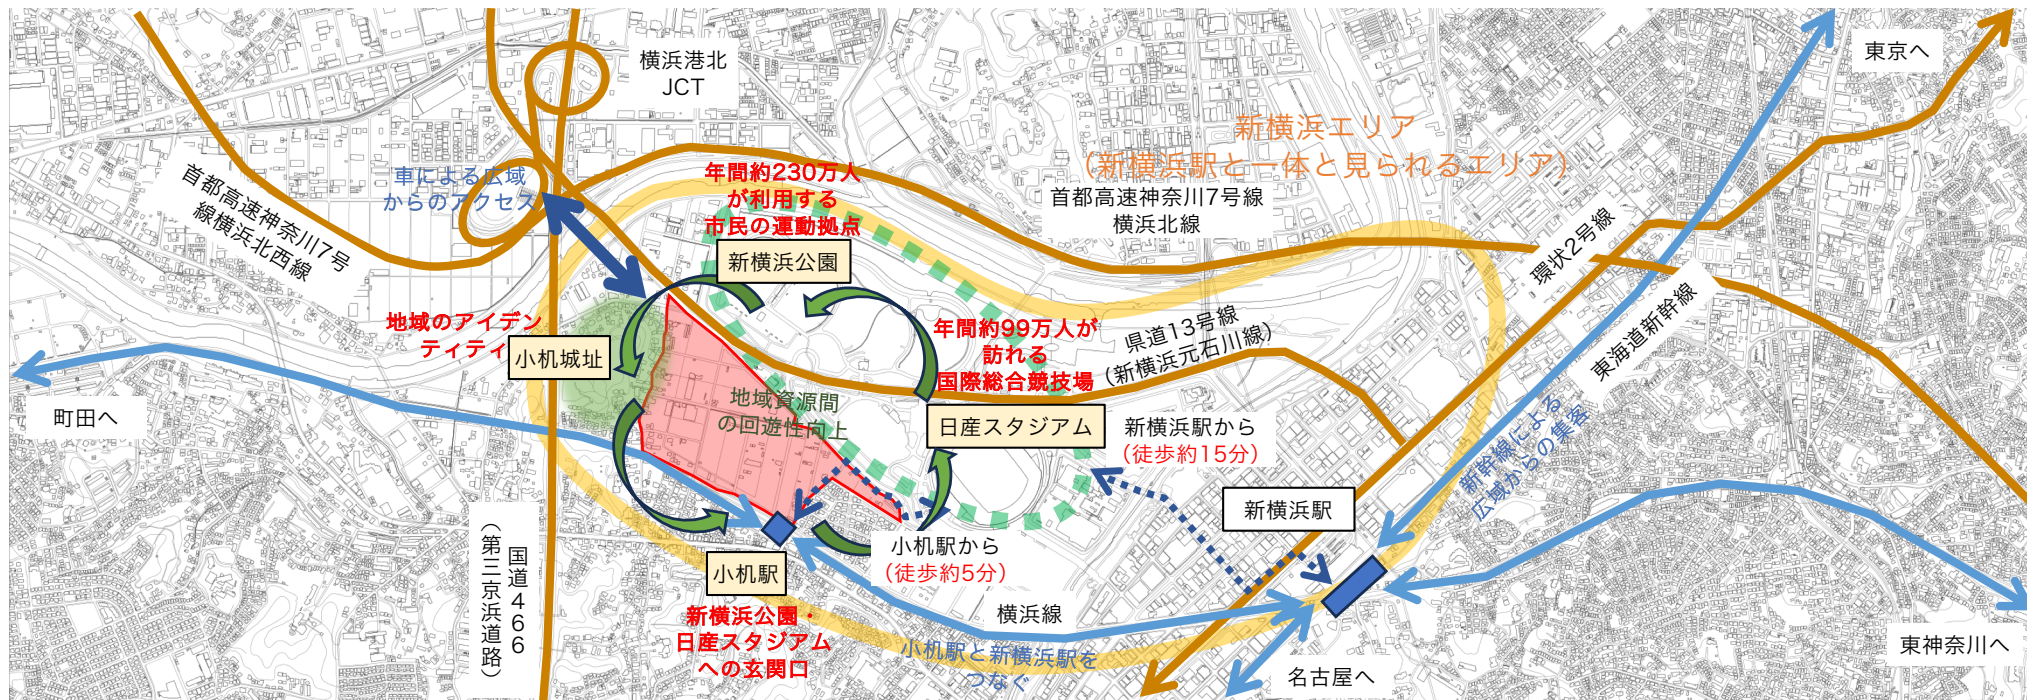 横浜港北
JCT
東京へ
新横浜エリア
（新横浜駅と一体と見られるエリア）
年間約230万人
が利用する
市民の運動拠点
車による広域
からのアクセス
首都高速神奈川7号
線横浜北西線
首都高速神奈川7号線
横浜北線
環状2号線
新横浜公園
東海道新幹線
地域のアイデン
ティティ
小机城址
年間約99万人が
訪れる
国際総合競技場
県道13号線
（新横浜元石川線）
町田へ
地域資源間
の回遊性向上
日産スタジアム
新横浜駅から
（徒歩約15分）
新幹線による
広域からの集客
新横浜駅
国道４６６
（第三京浜道路）
小机駅から
（徒歩約5分）
小机駅
横浜線
新横浜公園・
日産スタジアム
への玄関口
小机駅と新横浜駅を
つなぐ
名古屋へ
東神奈川へ